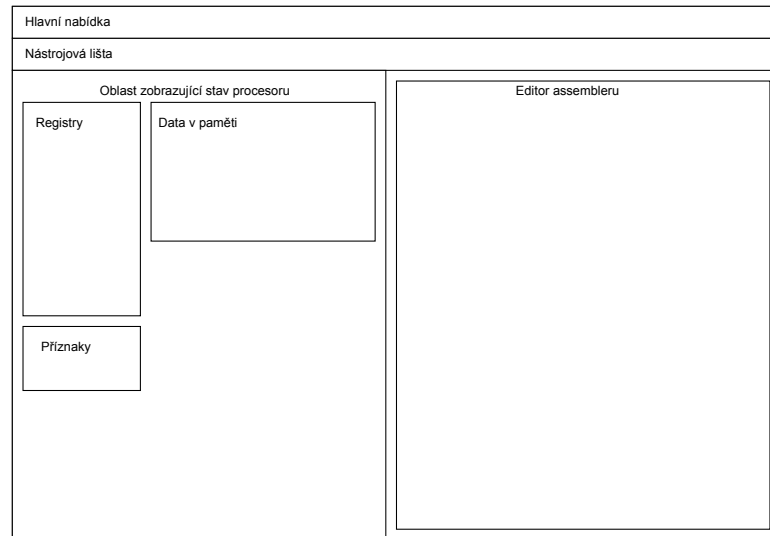 Hlavní nabídka
Nástrojová lišta
Oblast zobrazující stav procesoru
Registry
Data v paměti
Příznaky
Editor assembleru